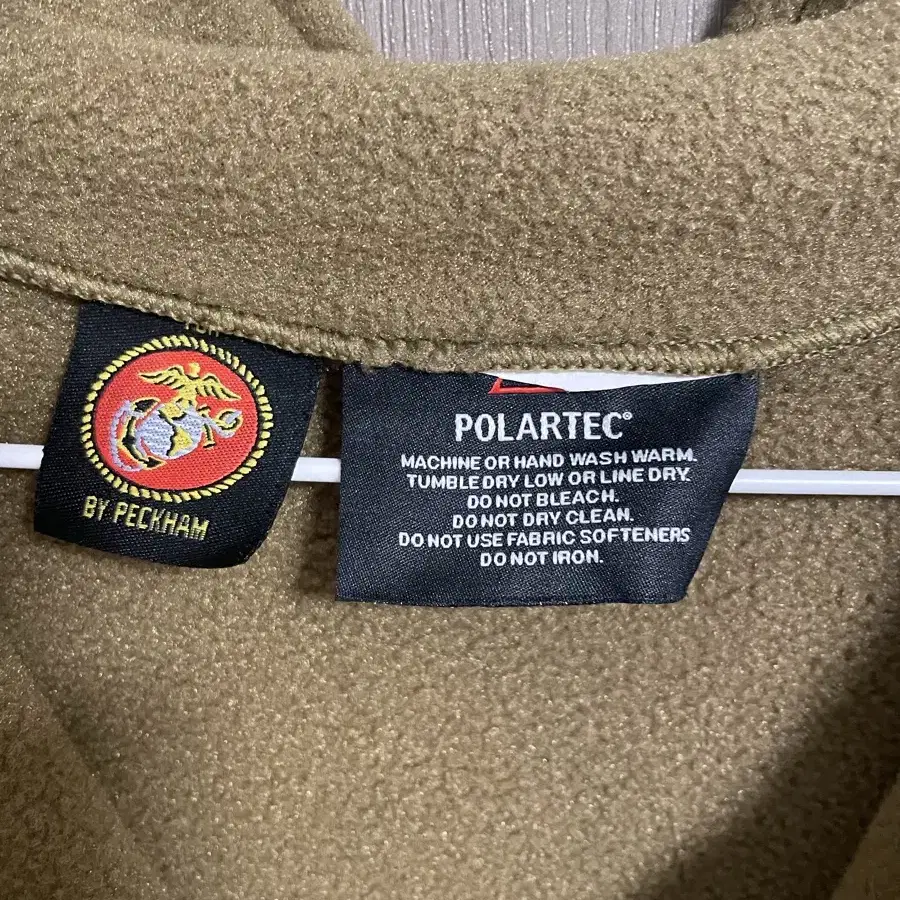 BY PECKHAM
POLARTEC®
MACHINE OR HAND WASH WARM.
TUMBLE DRY LOW OR LINE DRY.
DO NOT BLEACH.
DO NOT DRY CLEAN.
DO NOT USE FABRIC SOFTENERS
DO NOT IRON.